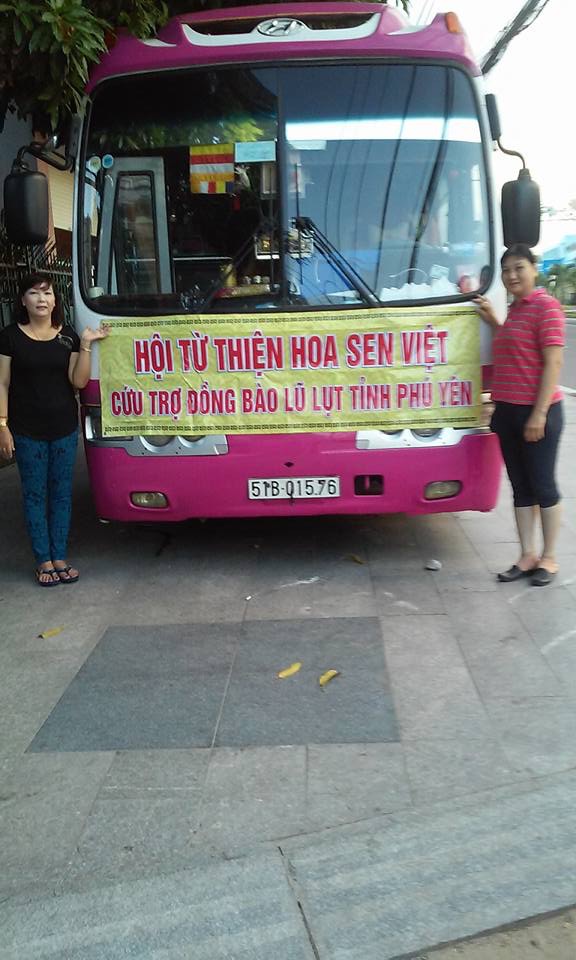 HỘI TỪ THIỆN HOA SEN VIỆT
CỨU TRỢ ĐỒNG BÀO LŨ LỤT TỈNH PHÚ YÊN
51B-015.76